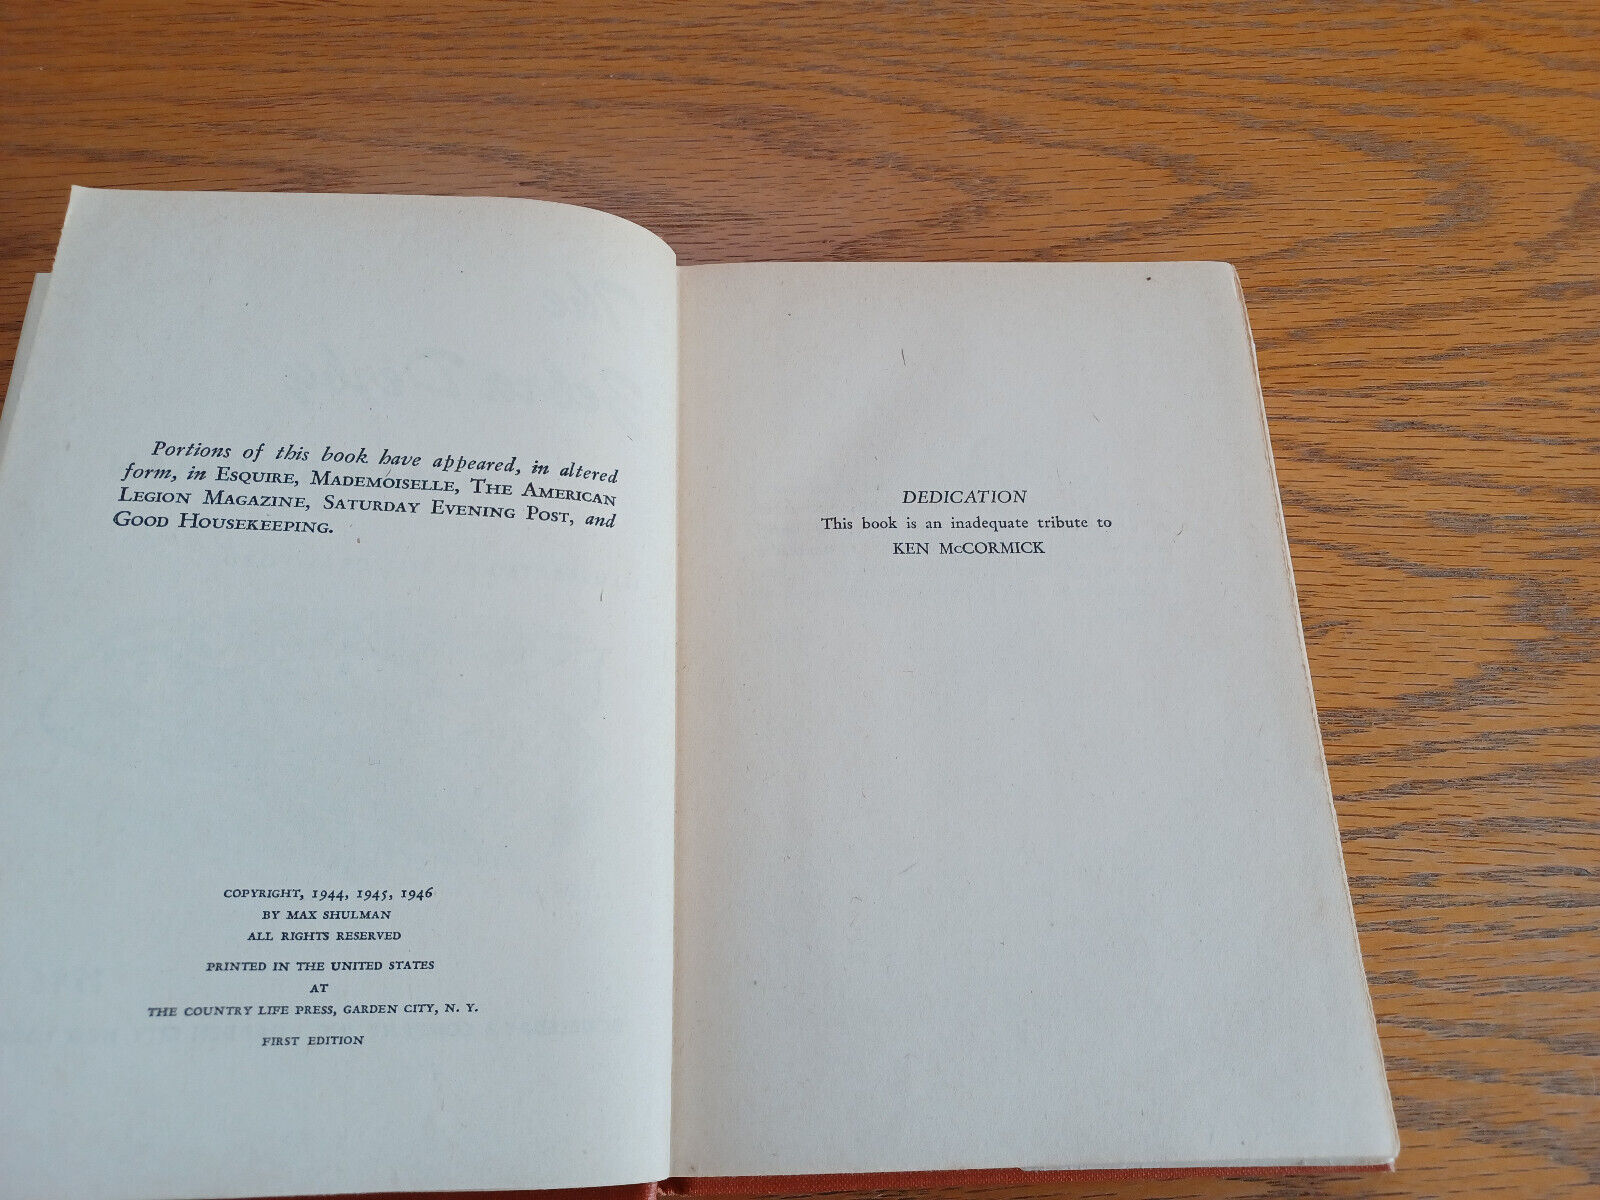 Portions of this book have appeared, in altered
form, in ESQUIRE, MADEMOISELLE, THE AMERICAN
LEGION MAGAZINE, SATURDAY EVENING POST, and
GOOD HOUSEKEEPING.
COPYRIGHT, 1944, 1945, 1946
BY MAX SHULMAN
ALL RIGHTS RESERVED
PRINTED IN THE UNITED STATES
AT
THE COUNTRY LIFE PRESS, GARDEN CITY, N. Y.
FIRST EDITION
DEDICATION
This book is an inadequate tribute to
KEN McCORMICK